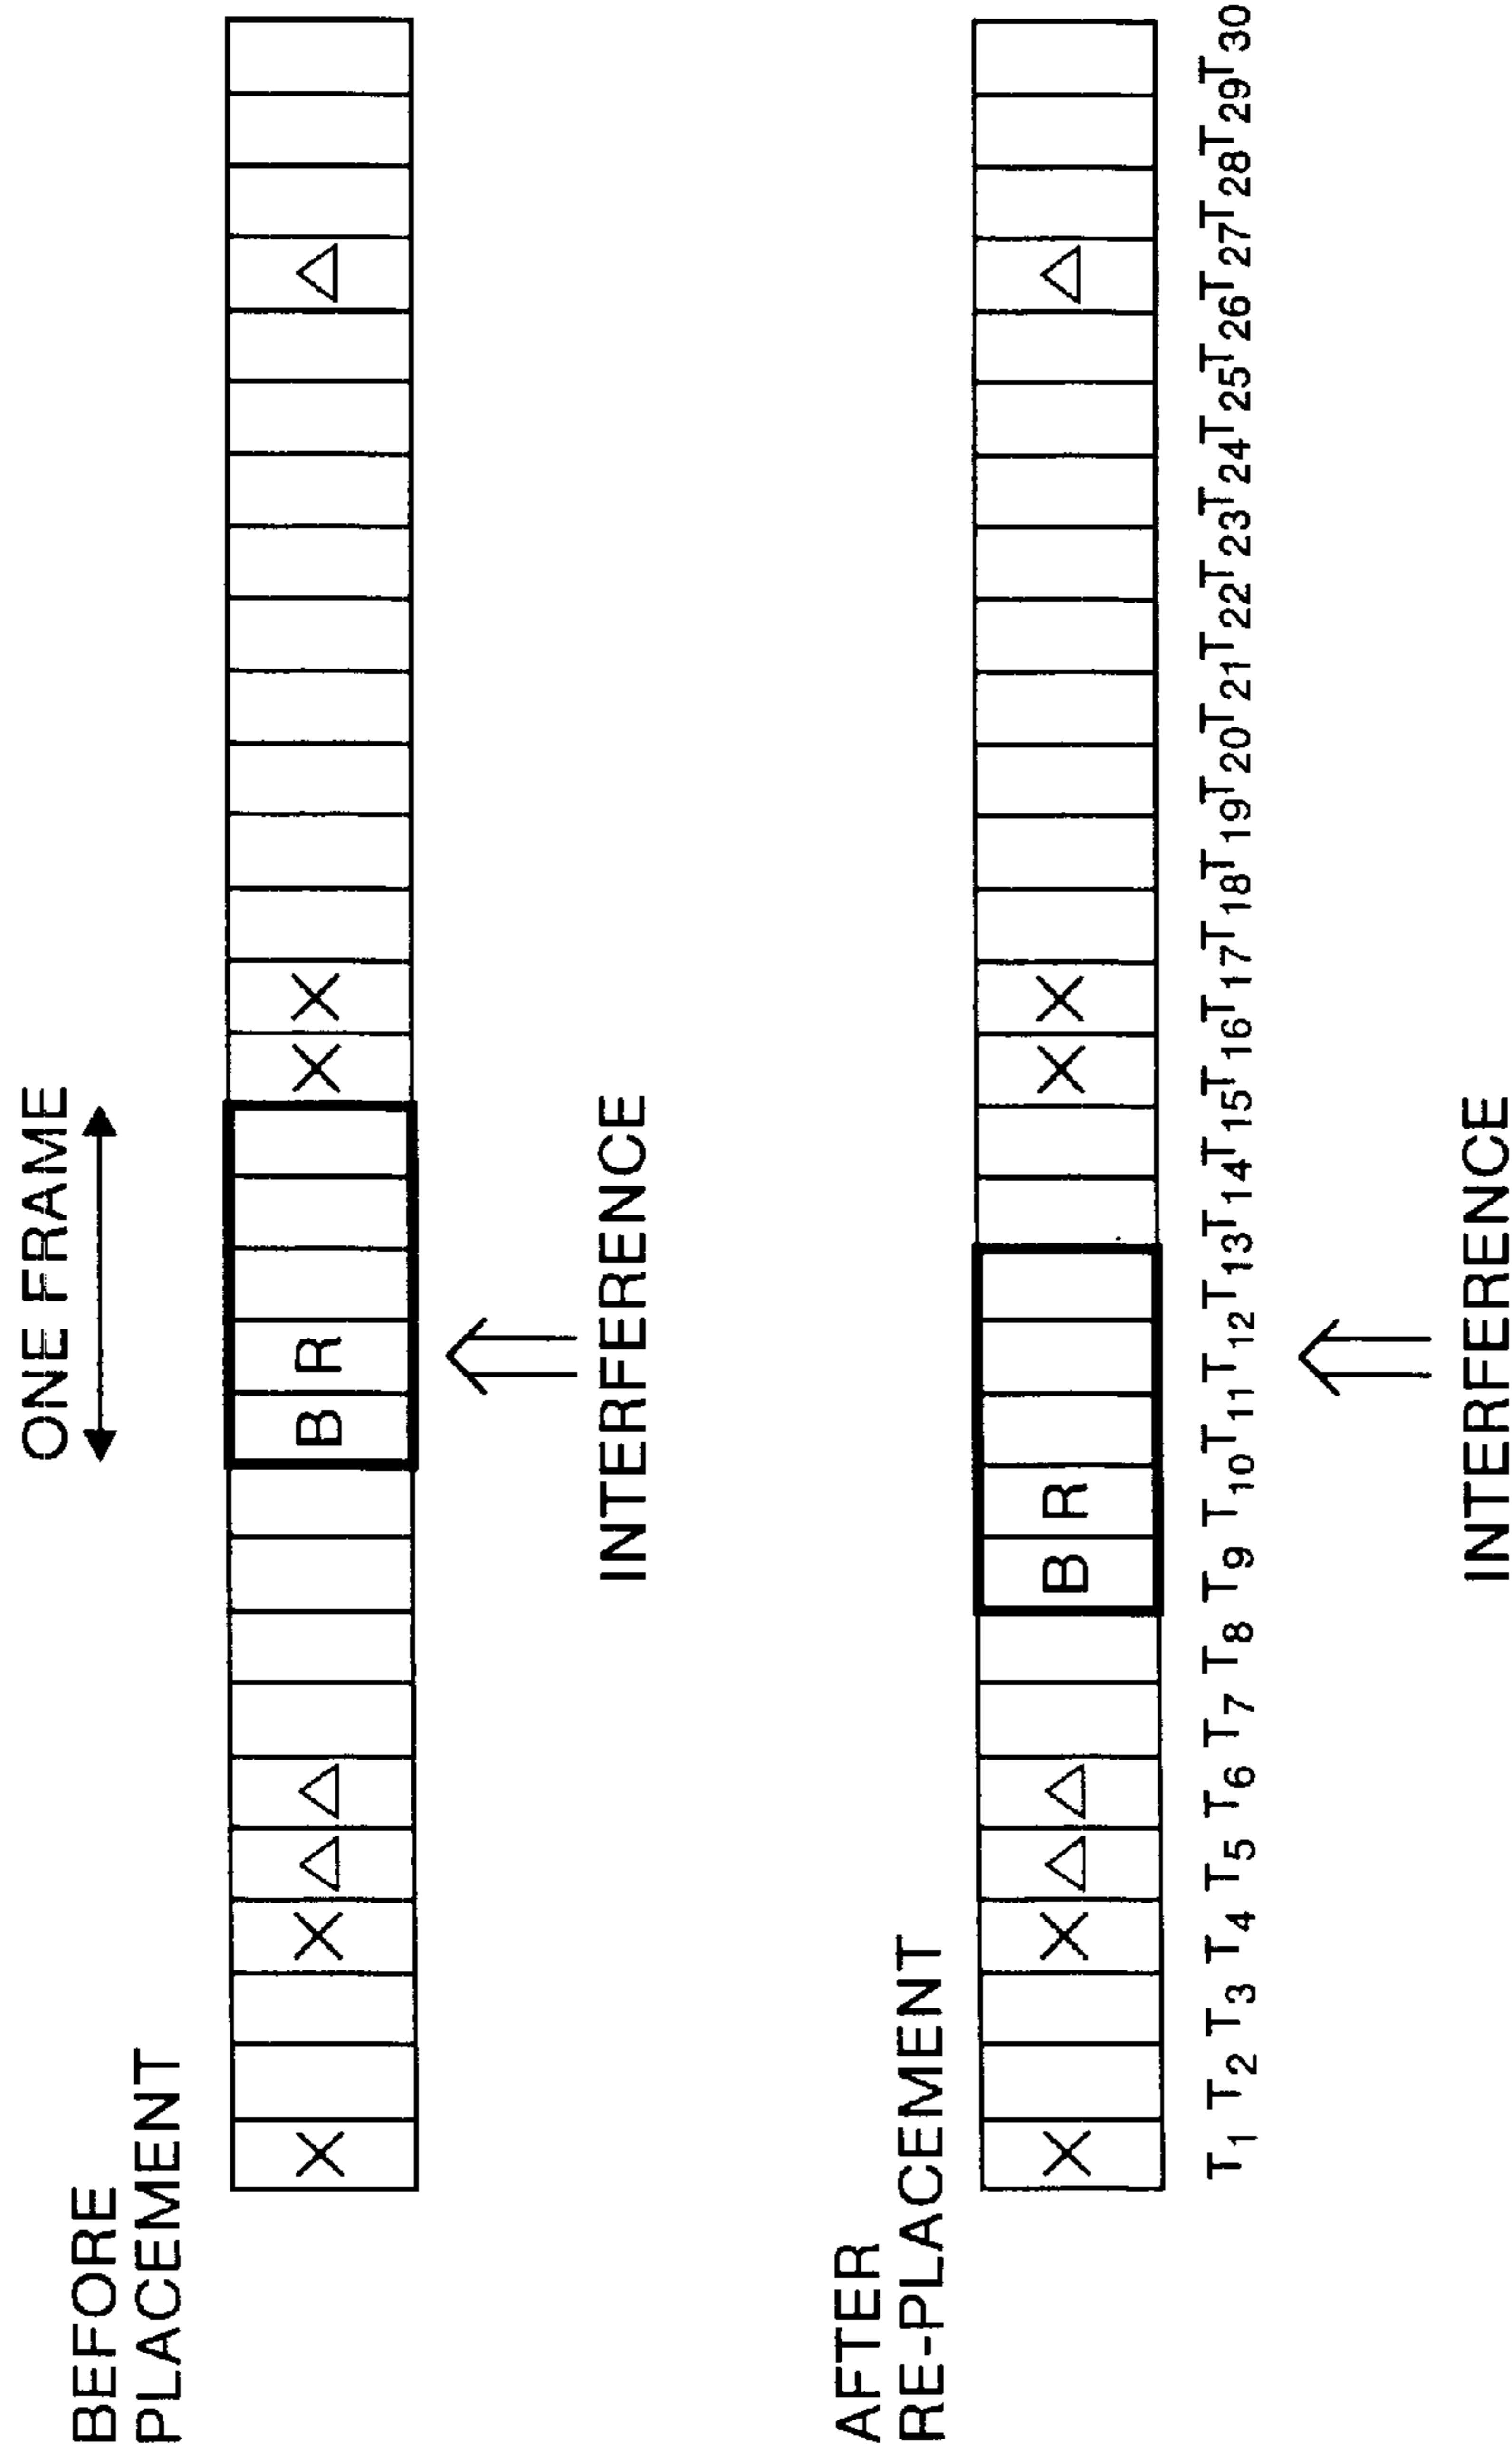 ONE FRAME
BEFORE
PLACEMENT
X X △ △ B R X X △
INTERFERENCE
AFTER
RE-PLACEMENT
X X △ △ B R X X △
T1 T2 T3 T4 T5 T6 T7 T8 T9 T10 T11 T12 T13 T14 T15 T16 T17 T18 T19 T20 T21 T22 T23 T24 T25 T26 T27 T28 T29 T30
INTERFERENCE